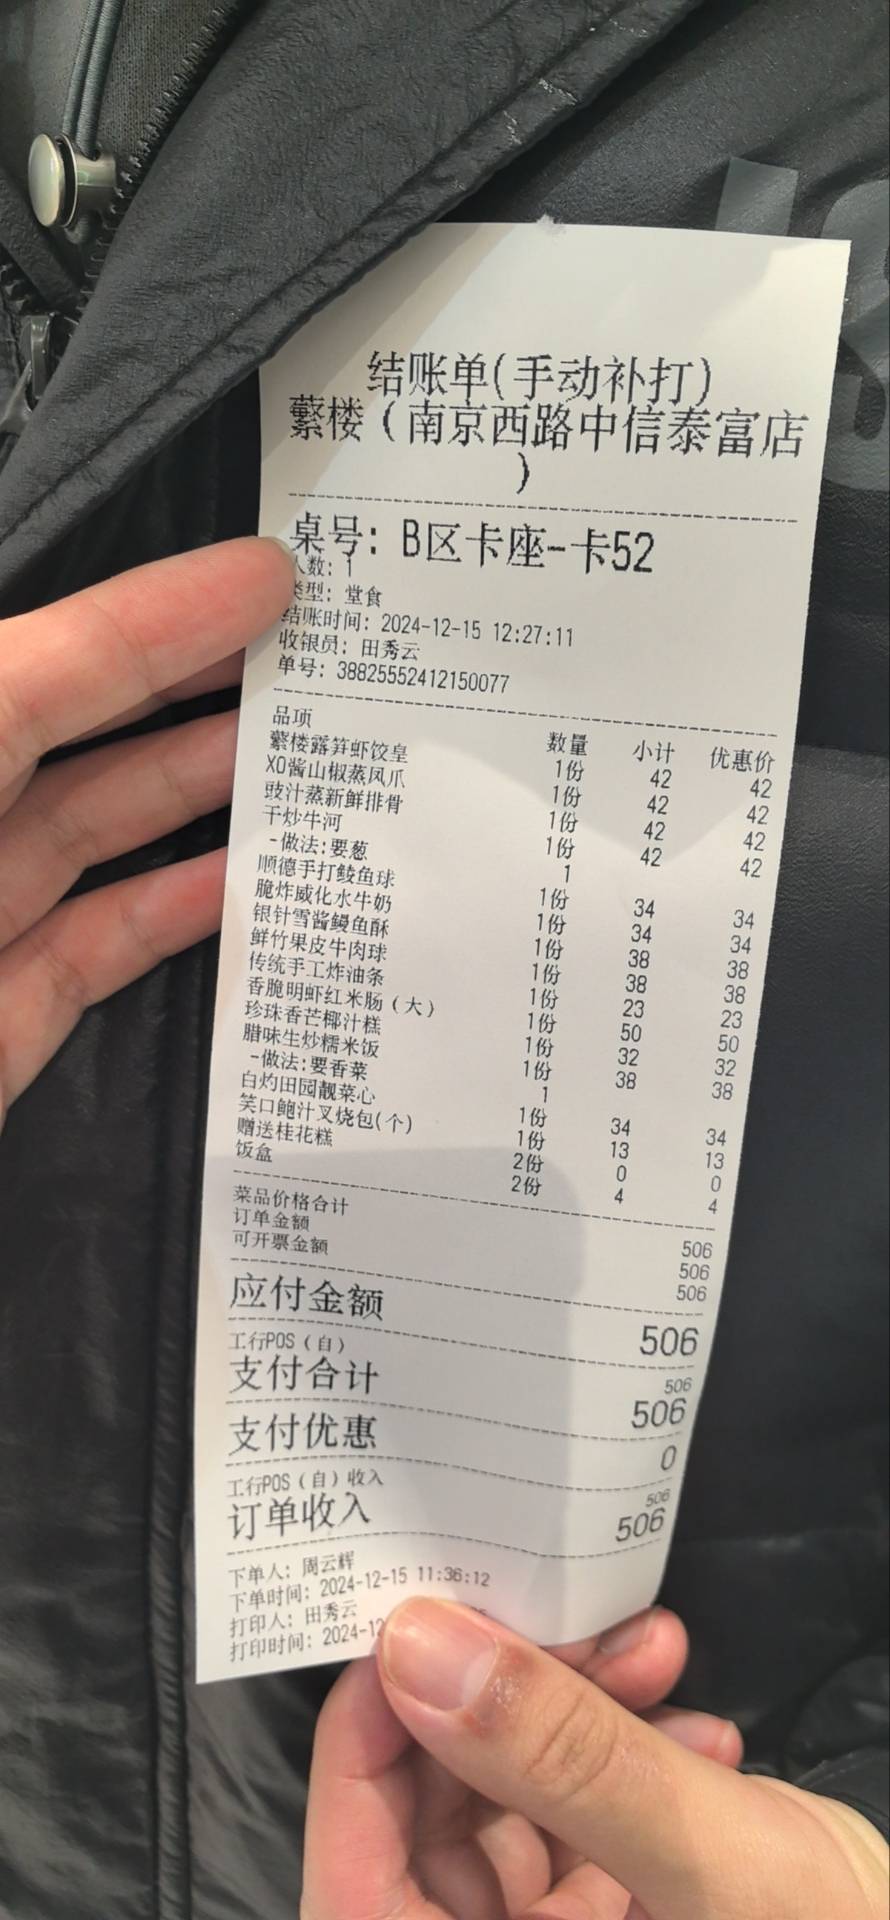 结账单(手动补打)
蘩楼（南京西路中信泰富店
）
桌号: B区卡座-卡52
人数: 1
类型: 堂食
结账时间: 2024-12-15 12:27:11
收银员: 田秀云
单号: 38825552412150077
品项 数量 小计 优惠价
蘩楼露笋虾饺皇 1份 42 42
XO酱山椒蒸凤爪 1份 42 42
豉汁蒸新鲜排骨 1份 42 42
干炒牛河 1份 42 42
-做法:要葱 1
顺德手打鲮鱼球 1份 34 34
脆炸威化水牛奶 1份 34 34
银针雪酱鳗鱼酥 1份 38 38
鲜竹果皮牛肉球 1份 38 38
传统手工炸油条 1份 23 23
香脆明虾红米肠（大） 1份 50 50
珍珠香芒椰汁糕 1份 32 32
腊味生炒糯米饭 1份 38 38
-做法:要香菜 1
白灼田园靓菜心 1份 34 34
笑口鲍汁叉烧包(个) 1份 13 13
赠送桂花糕 2份 0 0
饭盒 2份 4 4
菜品价格合计 506
订单金额 506
可开票金额 506
应付金额 506
工行POS（自） 506
支付合计 506
支付优惠 0
工行POS（自）收入 506
订单收入 506
下单人: 周云辉
下单时间: 2024-12-15 11:36:12
打印人: 田秀云
打印时间: 2024-12